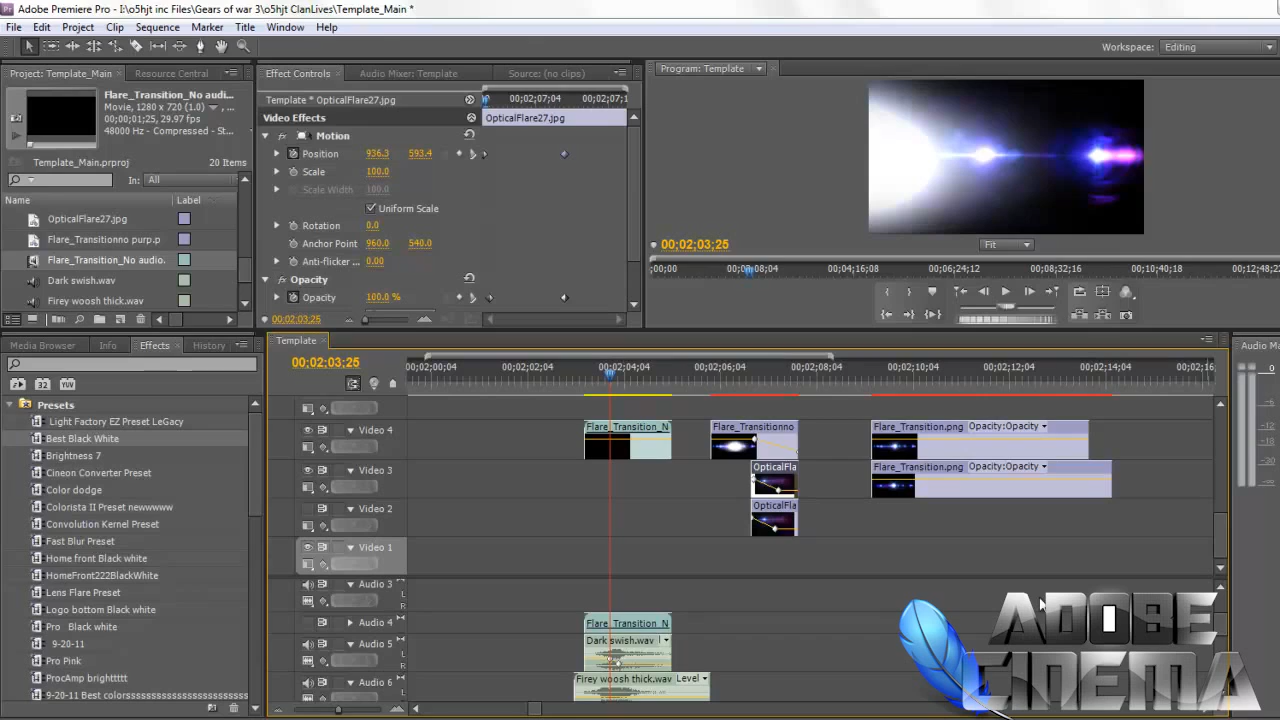 Adobe Premiere Pro - I:\o5hjt inc Files\Gears of war 3\o5hjt ClanLives\Template_Main *
File Edit Project Clip Sequence Marker Title Window Help
Workspace: Editing
Project: Template_Main Resource Central
Flare_Transition_No audi...
Movie, 1280 x 720 (1.0)
00;00;01;25, 29.97 fps
48000 Hz - Compressed - St...
Template_Main.prproj 20 Items
In: All
Name Label
OpticalFlare27.jpg
Flare_Transitionno purp.p
Flare_Transition_No audio.
Dark swish.wav
Firey woosh thick.wav
Effect Controls Audio Mixer: Template Source: (no clips)
Template * OpticalFlare27.jpg 00;02;07;04 00;02;07;1
Video Effects OpticalFlare27.jpg
Motion
Position 936.3 593.4
Scale 100.0
Scale Width 100.0
Uniform Scale
Rotation 0.0
Anchor Point 960.0 540.0
Anti-flicker ... 0.00
Opacity
Opacity 100.0 %
00;02;03;25
Program: Template
00;02;03;25 Fit
00;00 00;02;08;04 00;04;16;08 00;06;24;12 00;08;32;16 00;10;40;18 00;12;48;22
Media Browser Info Effects History
32 YUV
Presets
Light Factory EZ Preset LeGacy
Best Black White
Brightness 7
Cineon Converter Preset
Color dodge
Colorista II Preset newwwwww
Convolution Kernel Preset
Fast Blur Preset
Home front Black white
HomeFront222BlackWhite
Lens Flare Preset
Logo bottom Black white
Pro Black white
9-20-11
Pro Pink
ProcAmp brighttttt
9-20-11 Best colorssssssssssssssssssssss
Template
00;02;03;25
00;02;00;04 00;02;02;04 00;02;04;04 00;02;06;04 00;02;08;04 00;02;10;04 00;02;12;04 00;02;14;04 00;02;16
Video 4 Flare_Transition_N Flare_Transitionno Flare_Transition.png Opacity:Opacity
Video 3 OpticalFla Flare_Transition.png Opacity:Opacity
Video 2 OpticalFla
Video 1
Audio 3 L R
Audio 4 Flare_Transition_N
Audio 5 Dark swish.wav L R
Audio 6 Firey woosh thick.wav Level L
Audio M
0
-6
-12
-18
ADOBE
CINEMA